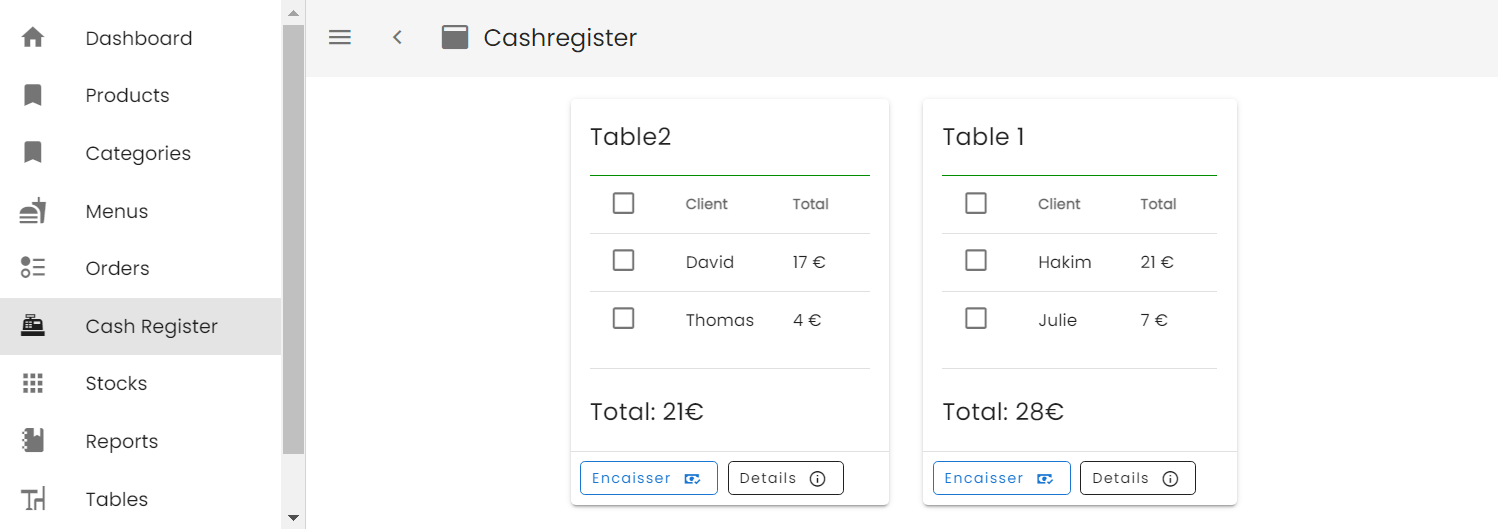 Dashboard
Products
Categories
Menus
Orders
Cash Register
Stocks
Reports
Tables
Cashregister
Table2
Client Total
David 17 €
Thomas 4 €
Total: 21€
Encaisser Details
Table 1
Client Total
Hakim 21 €
Julie 7 €
Total: 28€
Encaisser Details